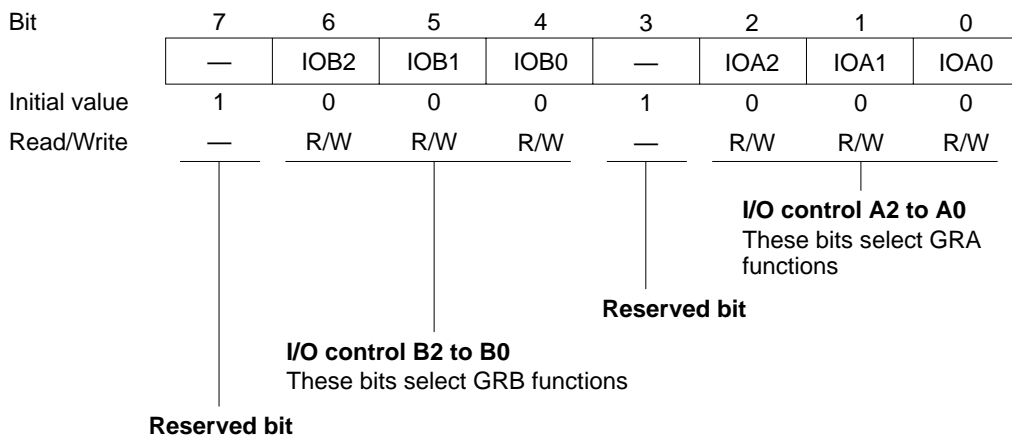 Bit 7 6 5 4 3 2 1 0
— IOB2 IOB1 IOB0 — IOA2 IOA1 IOA0
Initial value 1 0 0 0 1 0 0 0
Read/Write — R/W R/W R/W — R/W R/W R/W
I/O control A2 to A0
These bits select GRA
functions
Reserved bit
I/O control B2 to B0
These bits select GRB functions
Reserved bit